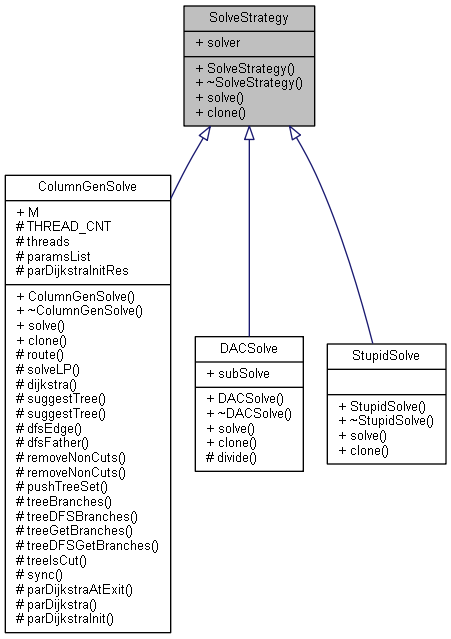 SolveStrategy
+ solver
+ SolveStrategy()
+ ~SolveStrategy()
+ solve()
+ clone()
ColumnGenSolve
+ M
# THREAD_CNT
# threads
# paramsList
# parDijkstraInitRes
+ ColumnGenSolve()
+ ~ColumnGenSolve()
+ solve()
+ clone()
# route()
# solveLP()
# dijkstra()
# suggestTree()
# suggestTree()
# dfsEdge()
# dfsFather()
# removeNonCuts()
# removeNonCuts()
# pushTreeSet()
# treeBranches()
# treeDFSBranches()
# treeGetBranches()
# treeDFSGetBranches()
# treeIsCut()
# sync()
# parDijkstraAtExit()
# parDijkstra()
# parDijkstraInit()
DACSolve
+ subSolve
+ DACSolve()
+ ~DACSolve()
+ solve()
+ clone()
# divide()
StupidSolve
+ StupidSolve()
+ ~StupidSolve()
+ solve()
+ clone()